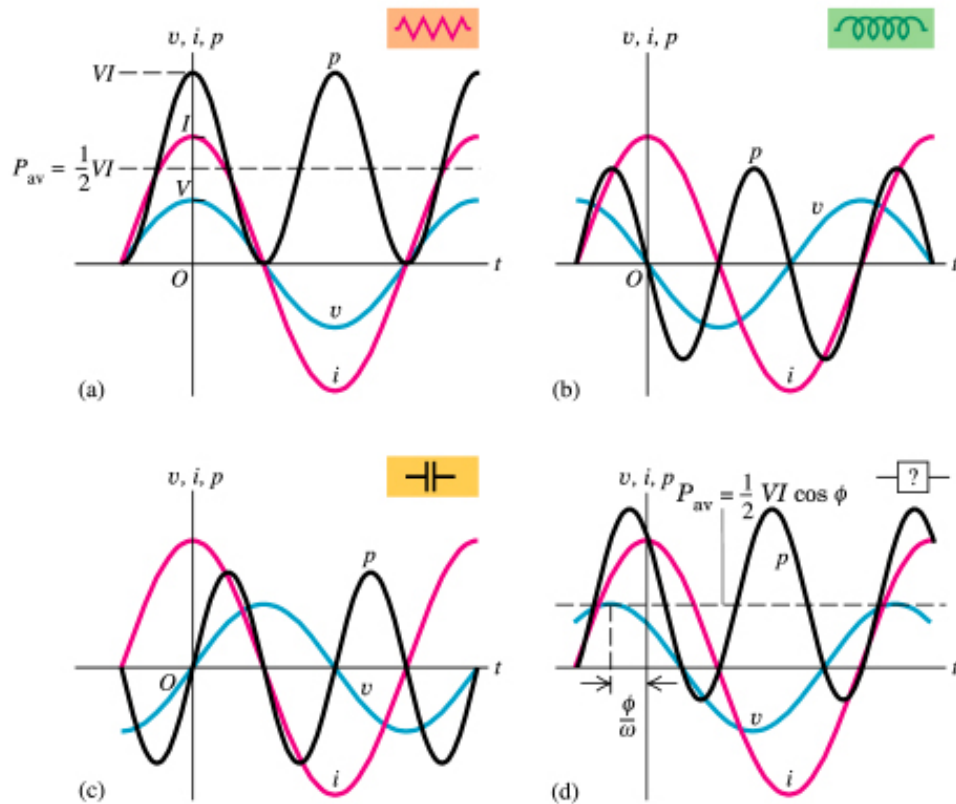 v, i, p
VI
p
I
P_av = 1/2 VI
V
O
t
v
i
(a)
v, i, p
p
v
O
t
i
(b)
v, i, p
p
O
t
v
i
(c)
?
v, i, p
P_av = 1/2 VI cos ϕ
p
t
ϕ/ω
v
i
(d)